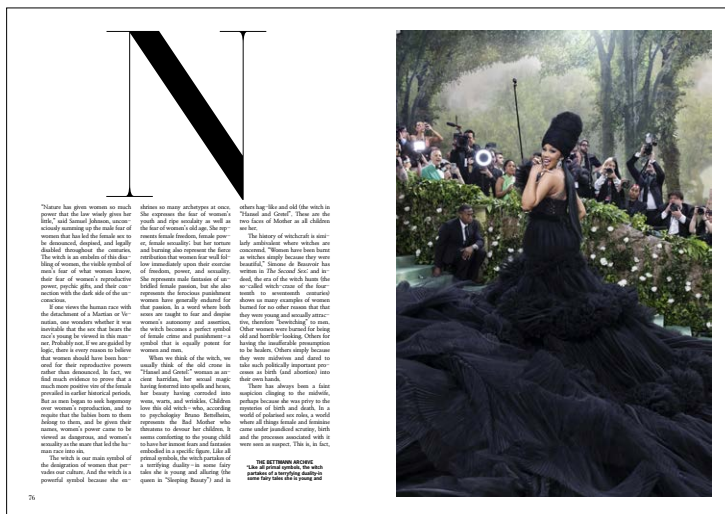 N
"Nature has given women so much
power that the law wisely gives her
little," said Samuel Johnson, uncon-
sciously summing up the male fear of
women that has led the female sex to
be denounced, despised, and legally
disabled throughout the centuries.
The witch is an emblem of this disa-
bling of women, the visible symbol of
men's fear of what women know,
their fear of women's reproductive
power, psychic gifts, and their con-
nection with the dark side of the un-
conscious.
If one views the human race with
the detachment of a Martian or Ve-
nutian, one wonders whether it was
inevitable that the sex that bears the
race's young be viewed in this man-
ner. Probably not. If we are guided by
logic, there is every reason to believe
that women should have been hon-
ored for their reproductive powers
rather than denounced. In fact, we
find much evidence to prove that a
much more positive view of the female
prevailed in earlier historical periods.
But as men began to seek hegemony
over women's reproduction, and to
require that the babies born to them
belong to them, and be given their
names, women's power came to be
viewed as dangerous, and women's
sexuality as the snare that led the hu-
man race into sin.
The witch is our main symbol of
the denigration of women that per-
vades our culture. And the witch is a
powerful symbol because she en-
shrines so many archetypes at once.
She expresses the fear of women's
youth and ripe sexuality as well as
the fear of women's old age. She rep-
resents female freedom, female pow-
er, female sexuality; but her torture
and burning also represent the fierce
retribution that women fear wull fol-
low immediately upon their exercise
of freedom, power, and sexuality.
She represents male fantasies of un-
bridled female passion, but she also
represents the ferocious punishment
women have generally endured for
that passion. In a word where both
sexes are taught to fear and despise
women's autonomy and assertion,
the witch becomes a perfect symbol
of female crime and punishment–a
symbol that is equally potent for
women and men.
When we think of the witch, we
usually think of the old crone in
"Hansel and Gretel:" woman as an-
cient harridan, her sexual magic
having festered into spells and hexes,
her beauty having corroded into
wens, warts, and wrinkles. Children
love this old witch – who, according
to psychologisy Bruno Bettelheim,
represents the Bad Mother who
threatens to devour her children. It
seems comforting to the young child
to have her inmost fears and fantasies
embodied in a specific figure. Like all
primal symbols, the witch partakes of
a terrifying duality – in some fairy
tales she is young and alluring (the
queen in "Sleeping Beauty") and in
others hag-like and old (the witch in
"Hansel and Gretel". These are the
two faces of Mother as all children
see her.
The history of witchcraft is simi-
larly ambivalent where witches are
concerend. "Women have been burnt
as witches simply because they were
beautiful," Simone de Beauvoir has
written in The Second Sex; and in-
deed, the era of the witch hunts (the
so-called witch-craze of the four-
teenth to seventeenth centuries)
shows us many examples of women
burned for no other reason that that
they were young and sexually attrac-
tive, therefore "bewitching" to men.
Other women were burned for being
old and horrible-looking. Others for
having the insufferable presumption
to be healers. Others simply because
they were midwives and dared to
take such politically important pro-
cesses as birth (and abortion) into
their own hands.
There has always been a faint
suspicion clinging to the midwife,
perhaps because she was privy to the
mysteries of birth and death. In a
world of polarised sex roles, a world
where all things female and feminine
came under jaundiced scrutiny, birth
and the processes associated with it
were seen as suspect. This is, in fact,
THE BETTMANN ARCHIVE
"Like all primal symbols, the witch
partakes of a terrifying duality-in
some fairy tales she is young and
76